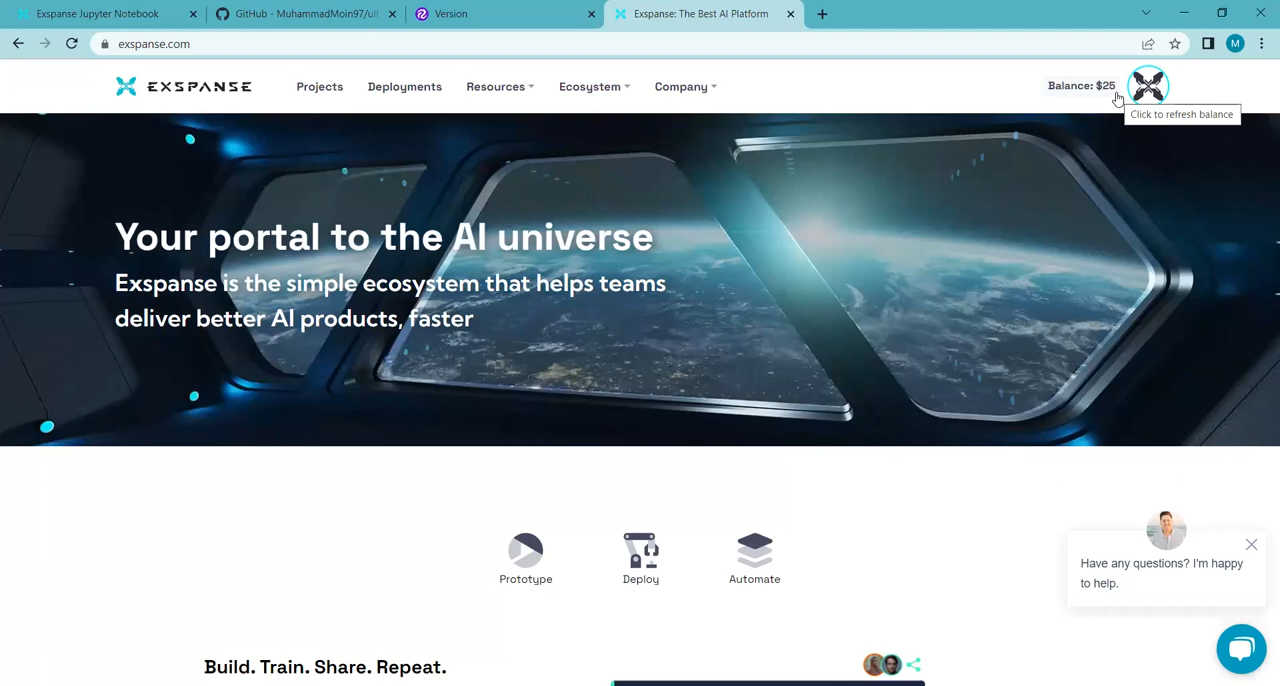 Exspanse Jupyter Notebook
GitHub - MuhammadMoin97/ult
Version
Exspanse: The Best AI Platform
exspanse.com
M
EXSPANSE
Projects
Deployments
Resources
Ecosystem
Company
Balance: $25
Click to refresh balance
Your portal to the AI universe
Exspanse is the simple ecosystem that helps teams
deliver better AI products, faster
Prototype
Deploy
Automate
Have any questions? I'm happy
to help.
Build. Train. Share. Repeat.